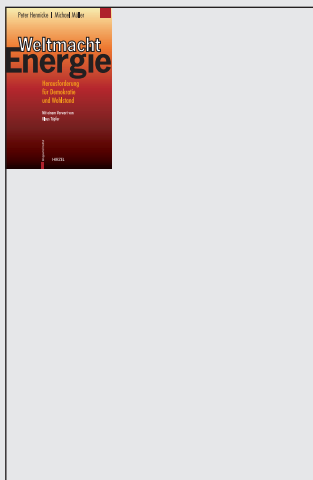 Peter Hennicke | Michael Müller
Weltmacht
Energie
Herausforderung
für Demokratie
und Wohlstand
Mit einem Vorwort von
Klaus Töpfer
HIRZEL